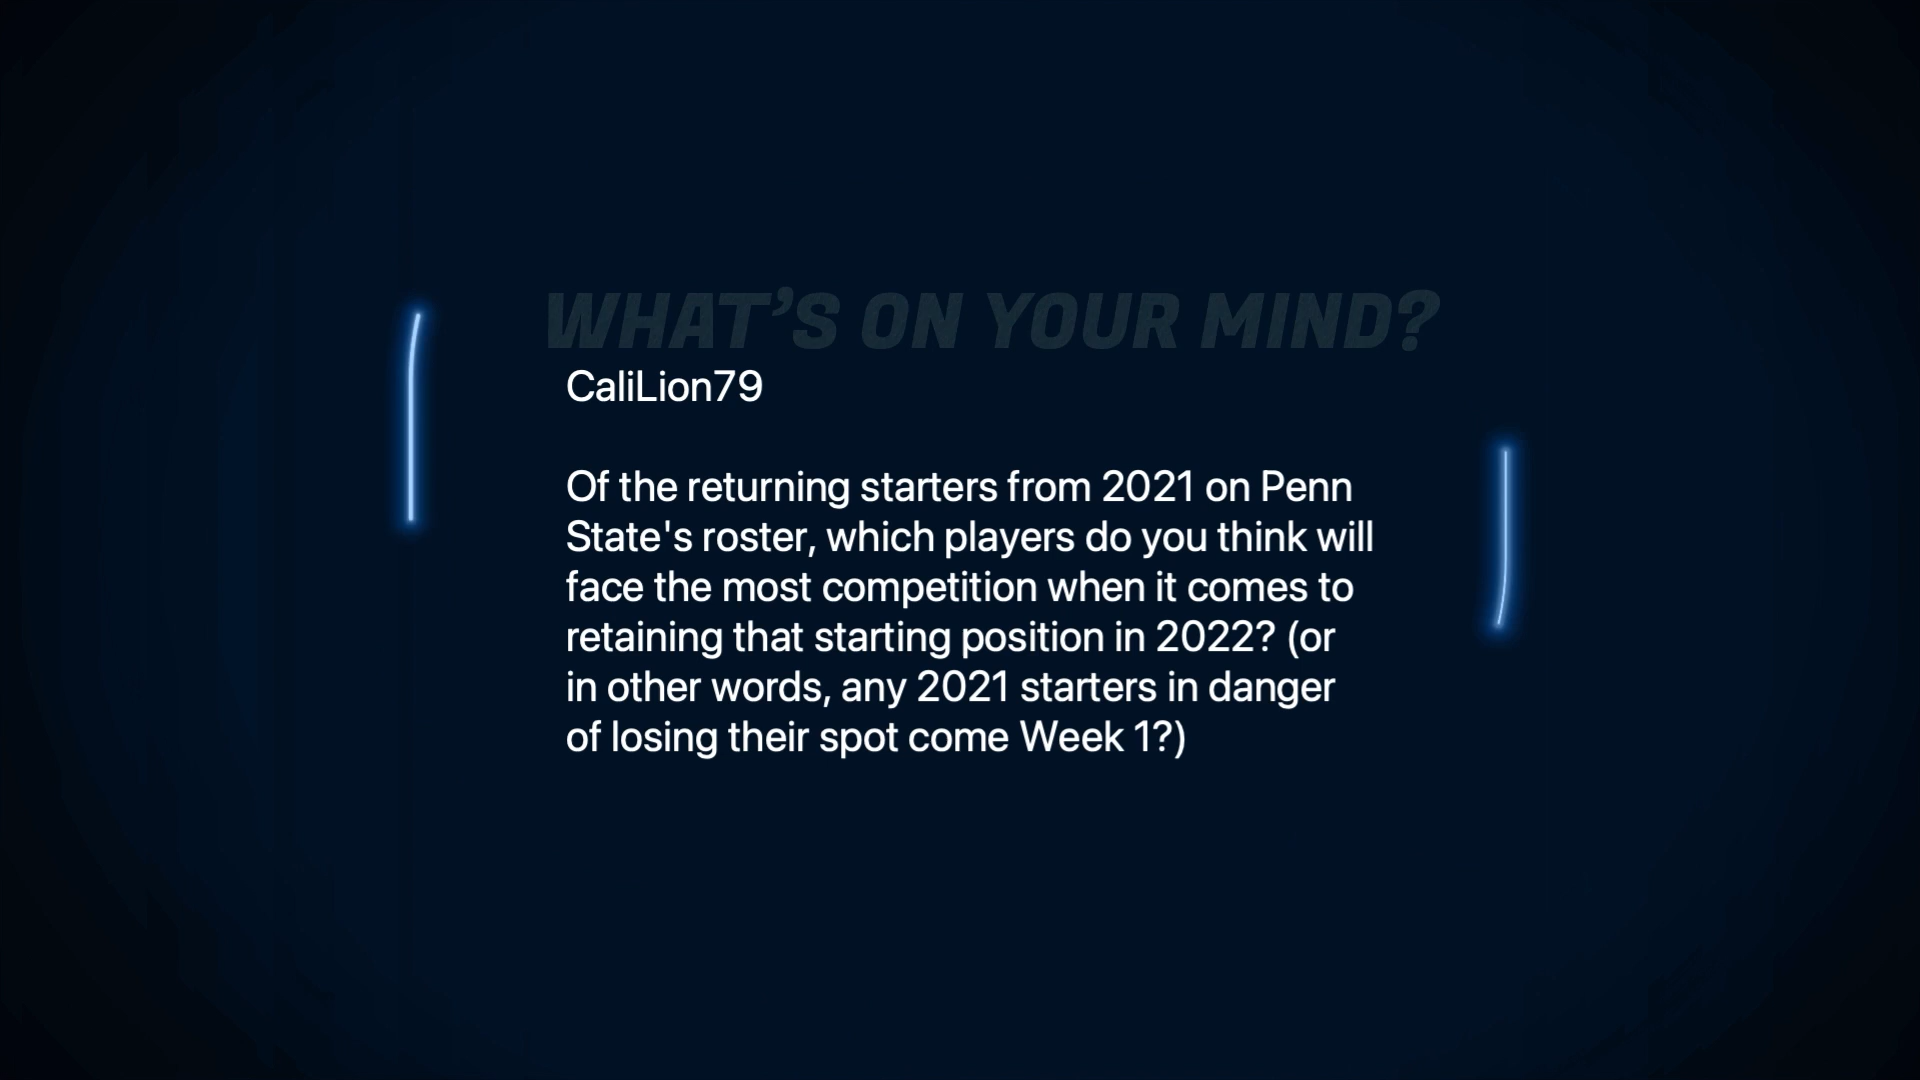 WHAT'S ON YOUR MIND?
CaliLion79
Of the returning starters from 2021 on Penn
State's roster, which players do you think will
face the most competition when it comes to
retaining that starting position in 2022? (or
in other words, any 2021 starters in danger
of losing their spot come Week 1?)